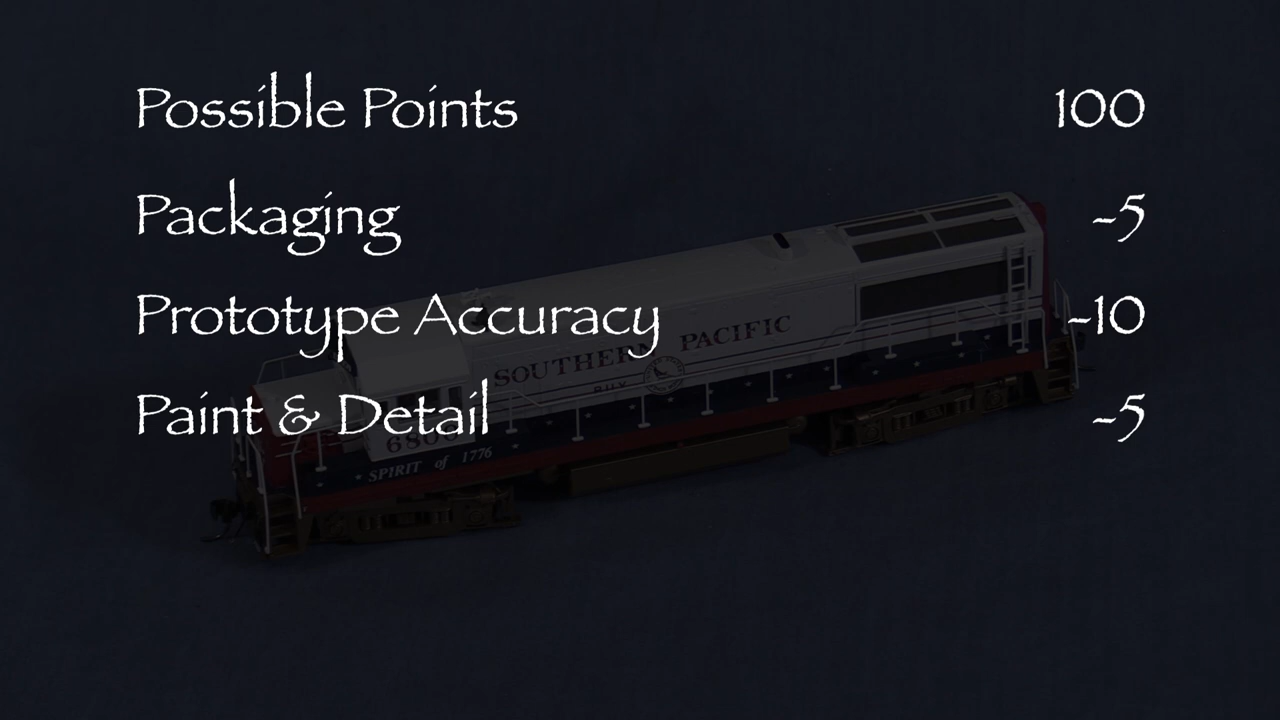 Possible Points 100
Packaging -5
Prototype Accuracy -10
SOUTHERN PACIFIC
Paint & Detail -5
SPIRIT of 1776